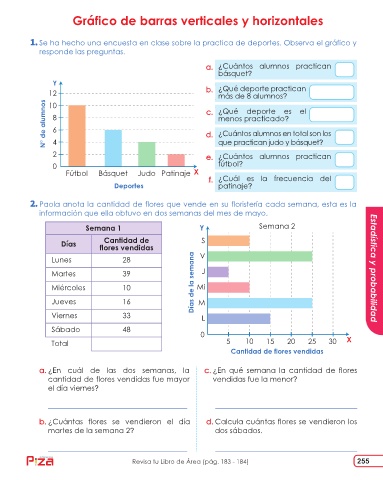 Gráfico de barras verticales y horizontales
1. Se ha hecho una encuesta en clase sobre la practica de deportes. Observa el gráfico y
responde las preguntas.
Y
12
10
8
6
4
2
0
N° de alumnos
Fútbol Básquet Judo Patinaje X
Deportes
a. ¿Cuántos alumnos practican
básquet?
b. ¿Qué deporte practican
más de 8 alumnos?
c. ¿Qué deporte es el
menos practicado?
d. ¿Cuántos alumnos en total son los
que practican judo y básquet?
e. ¿Cuántos alumnos practican
fútbol?
f. ¿Cuál es la frecuencia del
patinaje?
2. Paola anota la cantidad de flores que vende en su floristería cada semana, esta es la
información que ella obtuvo en dos semanas del mes de mayo.
Semana 1
Días Cantidad de
flores vendidas
Lunes 28
Martes 39
Miércoles 10
Jueves 16
Viernes 33
Sábado 48
Total
Semana 2
Y
S
V
J
Mi
M
L
0
Días de la semana
5 10 15 20 25 30 X
Cantidad de flores vendidas
a. ¿En cuál de las dos semanas, la
cantidad de flores vendidas fue mayor
el día viernes?
b. ¿Cuántas flores se vendieron el día
martes de la semana 2?
c. ¿En qué semana la cantidad de flores
vendidas fue la menor?
d. Calcula cuántas flores se vendieron los
dos sábados.
Estadística y probabilidad
Revisa tu Libro de Área (pág. 183 - 184)
255